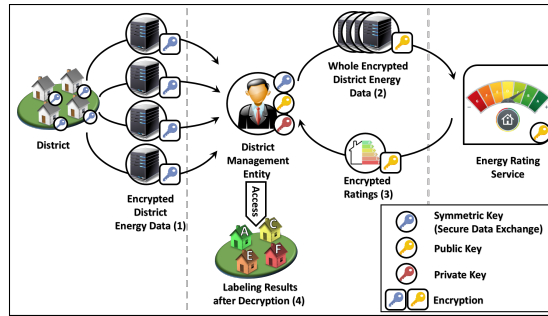 District
Encrypted
District
Energy Data (1)
District
Management
Entity
Access
A
C
E
F
Labeling Results
after Decryption (4)
Whole Encrypted
District Energy
Data (2)
Encrypted
Ratings (3)
Energy Rating
Service
Symmetric Key
(Secure Data Exchange)
Public Key
Private Key
Encryption